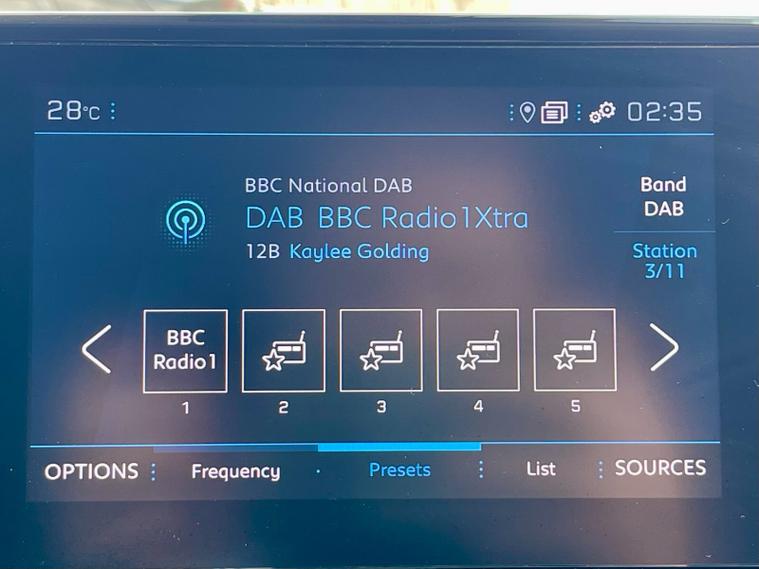 28°C
02:35
BBC National DAB
DAB BBC Radio1Xtra
12B Kaylee Golding
Band
DAB
Station
3/11
BBC
Radio1
1 2 3 4 5
OPTIONS Frequency Presets List SOURCES